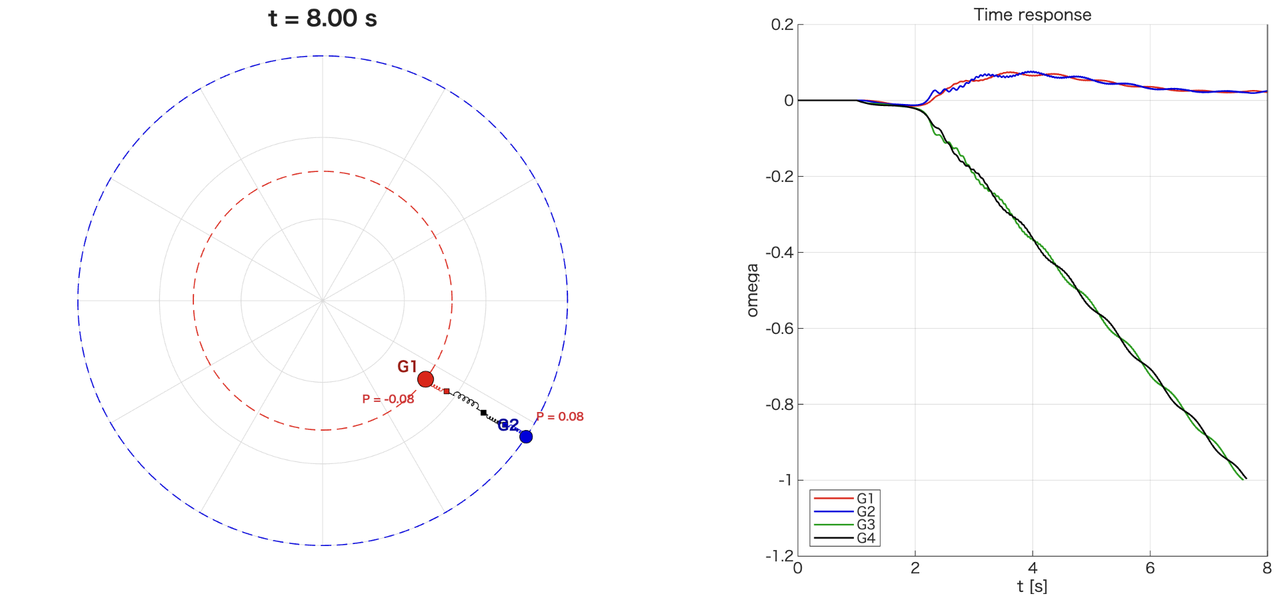 t = 8.00 s
G1
P = -0.08
G2
P = 0.08
Time response
0.2
0
-0.2
-0.4
-0.6
-0.8
-1
-1.2
omega
G1
G2
G3
G4
0 2 4 6 8
t [s]